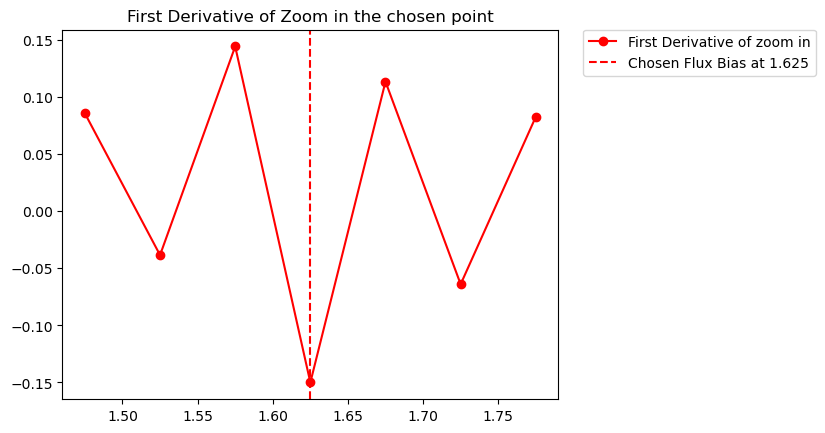 First Derivative of Zoom in the chosen point
0.15
0.10
0.05
0.00
−0.05
−0.10
−0.15
1.50 1.55 1.60 1.65 1.70 1.75
First Derivative of zoom in
Chosen Flux Bias at 1.625